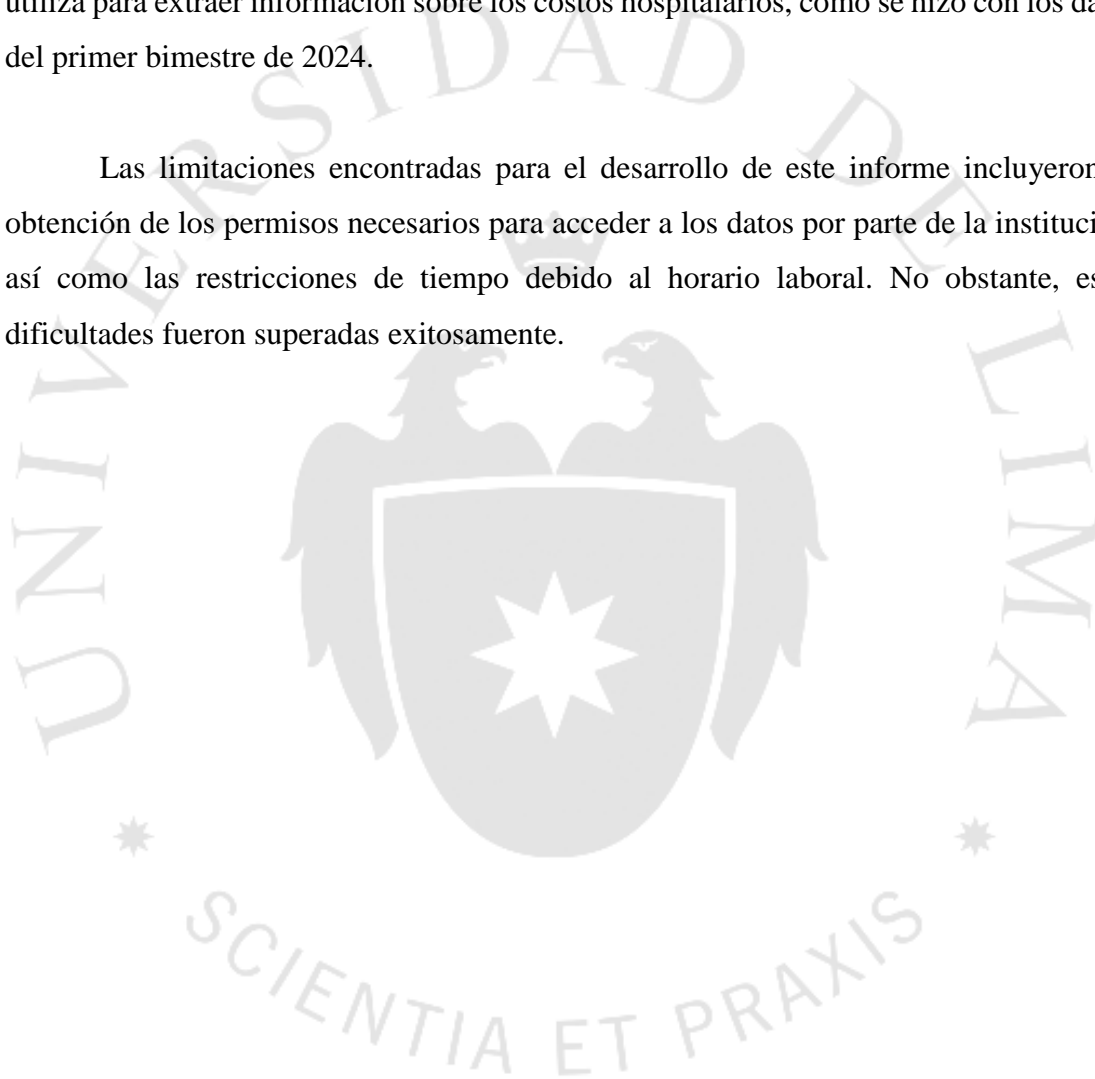 utiliza para extraer información sobre los costos hospitalarios, como se hizo con los
del primer bimestre de 2024.
Las limitaciones encontradas para el desarrollo de este informe incluyeron
obtención de los permisos necesarios para acceder a los datos por parte de la
así como las restricciones de tiempo debido al horario laboral. No obstante,
dificultades fueron superadas exitosamente.
UNIVERSIDAD DE LIMA
SCIENTIA ET PRAXIS